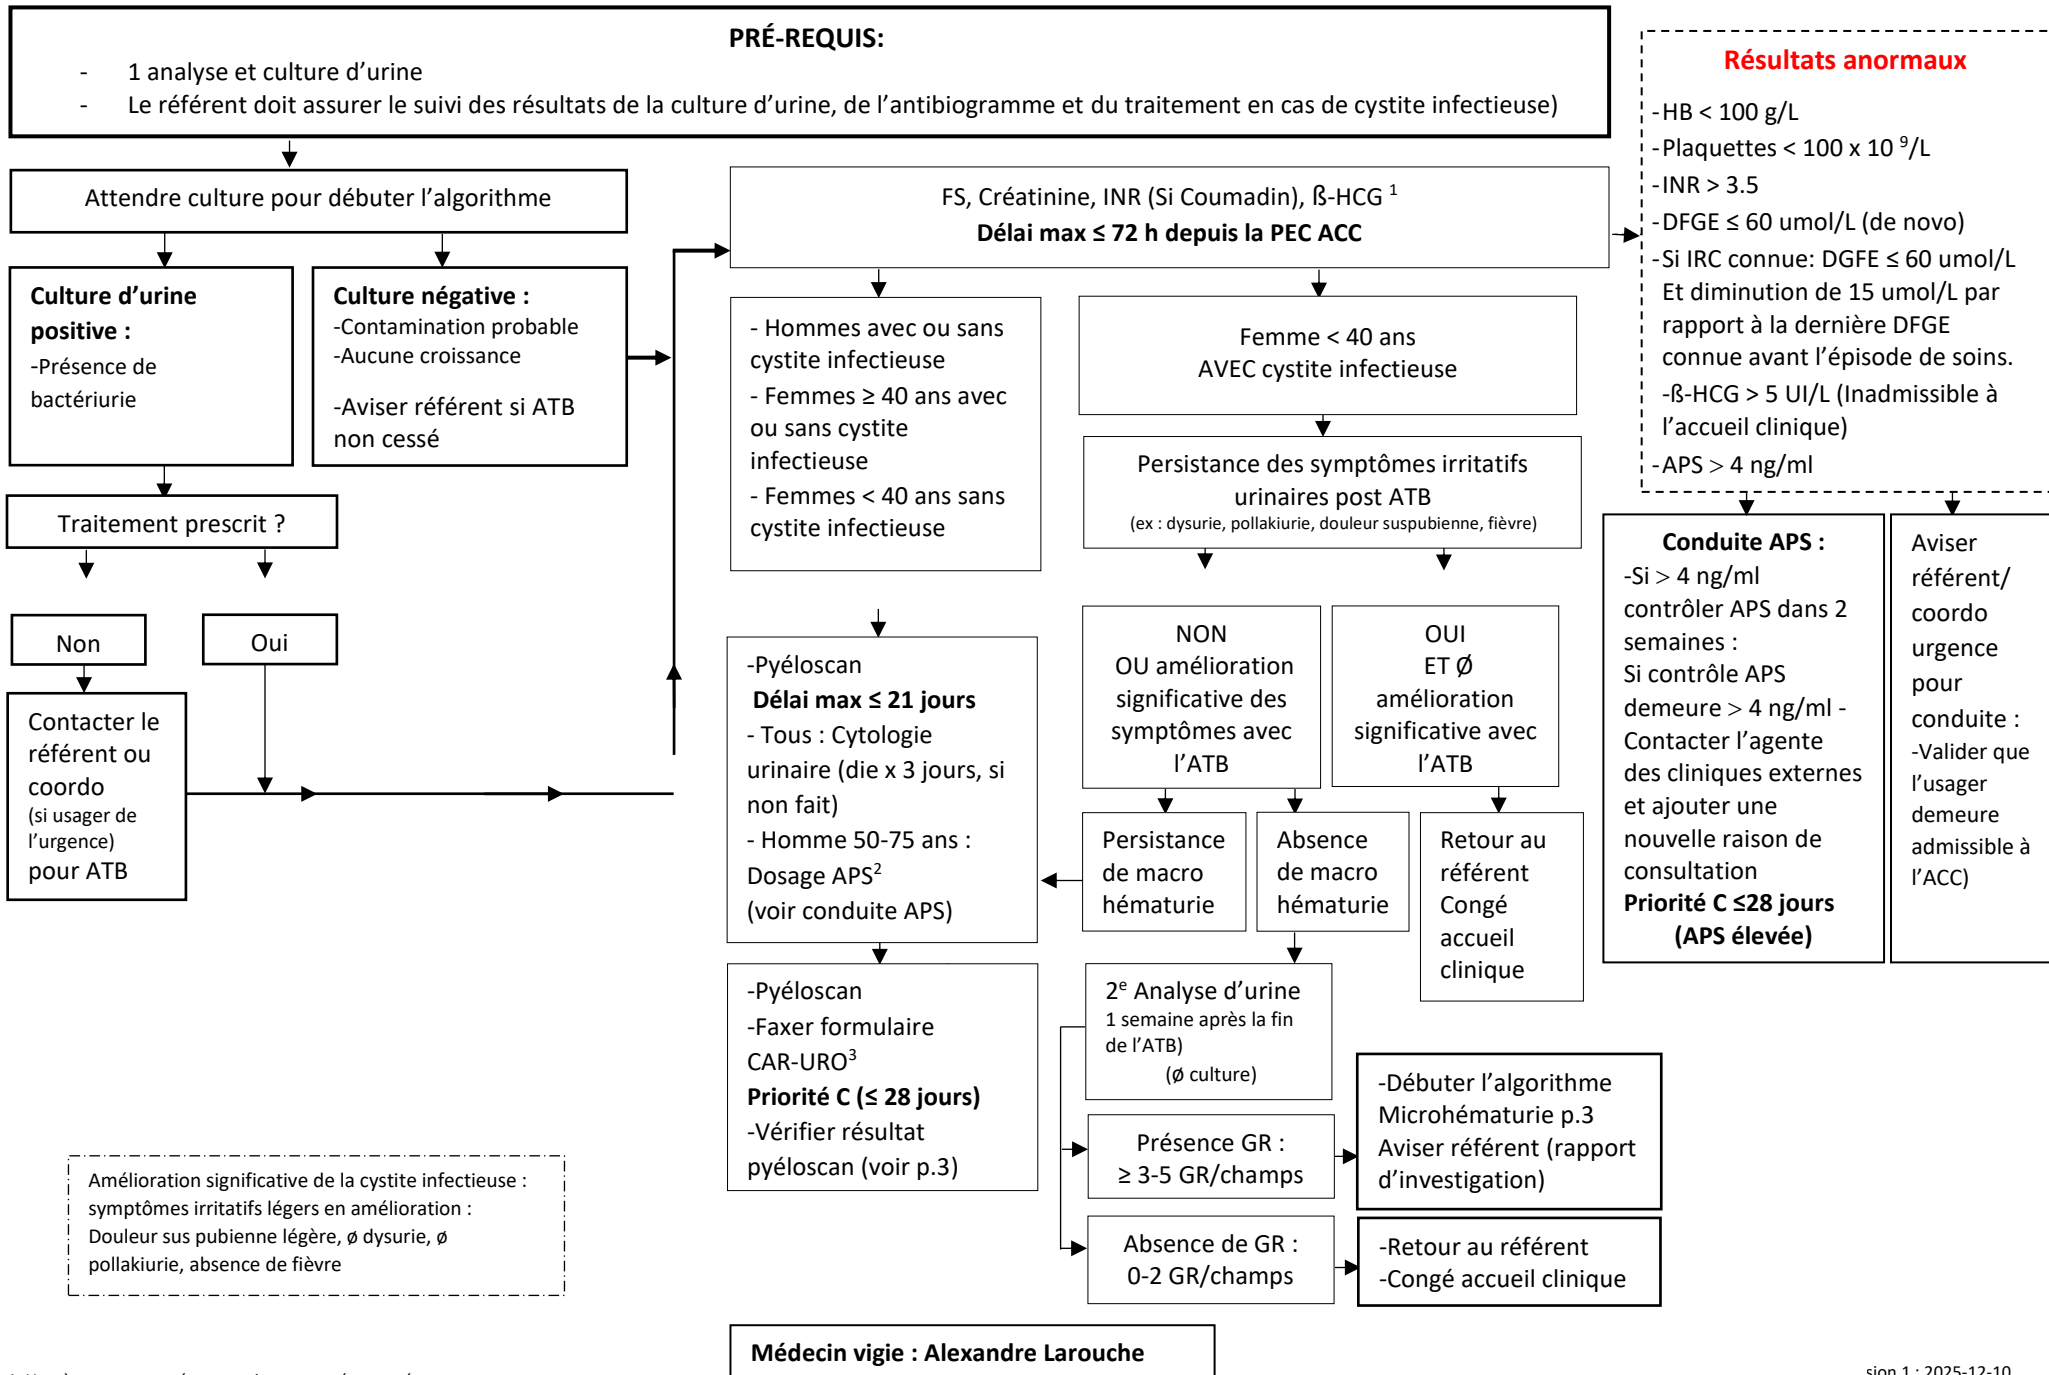 PRÉ-REQUIS:
- 1 analyse et culture d’urine
- Le référent doit assurer le suivi des résultats de la culture d’urine, de l’antibiogramme et du traitement en cas de cystite infectieuse)
Attendre culture pour débuter l’algorithme
Culture d’urine
positive :
-Présence de
bactériurie
Culture négative :
-Contamination probable
-Aucune croissance
-Aviser référent si ATB
non cessé
Traitement prescrit ?
Non
Oui
Contacter le
référent ou
coordo
(si usager de
l’urgence)
pour ATB
FS, Créatinine, INR (Si Coumadin), ß-HCG 1
Délai max ≤ 72 h depuis la PEC ACC
- Hommes avec ou sans
cystite infectieuse
- Femmes ≥ 40 ans avec
ou sans cystite
infectieuse
- Femmes < 40 ans sans
cystite infectieuse
Femme < 40 ans
AVEC cystite infectieuse
Persistance des symptômes irritatifs
urinaires post ATB
(ex : dysurie, pollakiurie, douleur suspubienne, fièvre)
-Pyéloscan
Délai max ≤ 21 jours
- Tous : Cytologie
urinaire (die x 3 jours, si
non fait)
- Homme 50-75 ans :
Dosage APS2
(voir conduite APS)
NON
OU amélioration
significative des
symptômes avec
l’ATB
OUI
ET Ø
amélioration
significative avec
l’ATB
Persistance
de macro
hématurie
Absence
de macro
hématurie
Retour au
référent
Congé
accueil
clinique
-Pyéloscan
-Faxer formulaire
CAR-URO3
Priorité C (≤ 28 jours)
-Vérifier résultat
pyéloscan (voir p.3)
2e Analyse d’urine
1 semaine après la fin
de l’ATB)
(ø culture)
Présence GR :
≥ 3-5 GR/champs
Absence de GR :
0-2 GR/champs
-Débuter l’algorithme
Microhématurie p.3
Aviser référent (rapport
d’investigation)
-Retour au référent
-Congé accueil clinique
Résultats anormaux
-HB < 100 g/L
-Plaquettes < 100 x 10 9/L
-INR > 3.5
-DFGE ≤ 60 umol/L (de novo)
-Si IRC connue: DGFE ≤ 60 umol/L
Et diminution de 15 umol/L par
rapport à la dernière DFGE
connue avant l’épisode de soins.
-ß-HCG > 5 UI/L (Inadmissible à
l’accueil clinique)
-APS > 4 ng/ml
Conduite APS :
-Si > 4 ng/ml
contrôler APS dans 2
semaines :
Si contrôle APS
demeure > 4 ng/ml -
Contacter l’agente
des cliniques externes
et ajouter une
nouvelle raison de
consultation
Priorité C ≤28 jours
(APS élevée)
Aviser
référent/
coordo
urgence
pour
conduite :
-Valider que
l’usager
demeure
admissible à
l’ACC)
Amélioration significative de la cystite infectieuse :
symptômes irritatifs légers en amélioration :
Douleur sus pubienne légère, ø dysurie, ø
pollakiurie, absence de fièvre
Médecin vigie : Alexandre Larouche
sion 1 : 2025-12-10